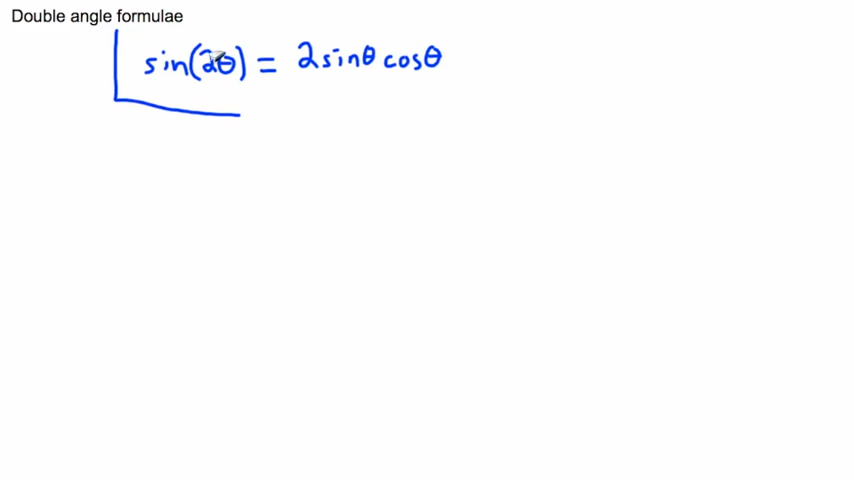 Double angle formulae
sin(2θ) = 2sinθ cosθ